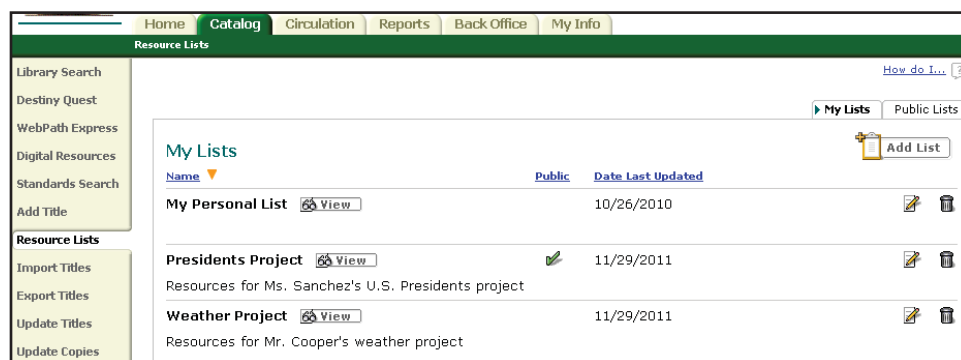 Home Catalog Circulation Reports Back Office My Info
Resource Lists
Library Search
Destiny Quest
WebPath Express
Digital Resources
Standards Search
Add Title
Resource Lists
Import Titles
Export Titles
Update Titles
Update Copies
How do I... ?
My Lists Public Lists
My Lists Add List
Name Public Date Last Updated
My Personal List View 10/26/2010
Presidents Project View 11/29/2011
Resources for Ms. Sanchez's U.S. Presidents project
Weather Project View 11/29/2011
Resources for Mr. Cooper's weather project